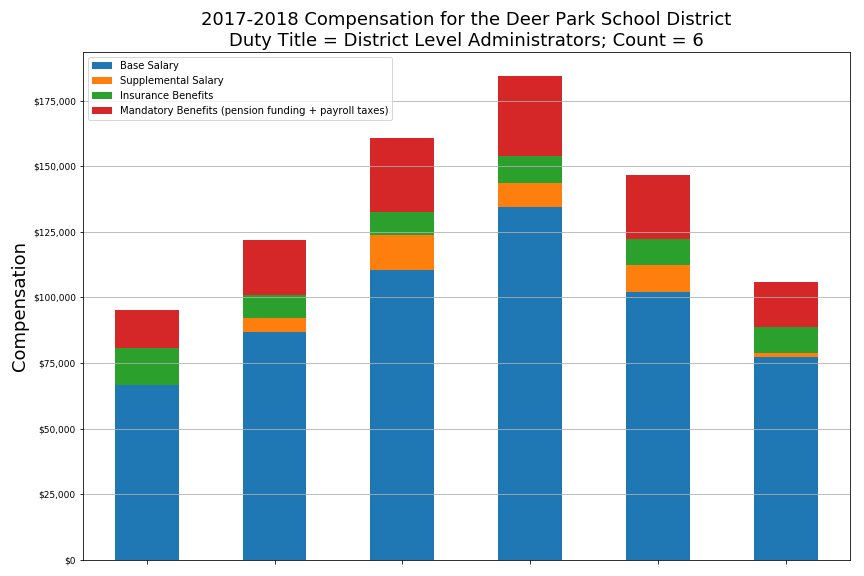 2017-2018 Compensation for the Deer Park School District
Duty Title = District Level Administrators; Count = 6
Base Salary
Supplemental Salary
Insurance Benefits
Mandatory Benefits (pension funding + payroll taxes)
$175,000
$150,000
$125,000
$100,000
$75,000
$50,000
$25,000
$0
Compensation